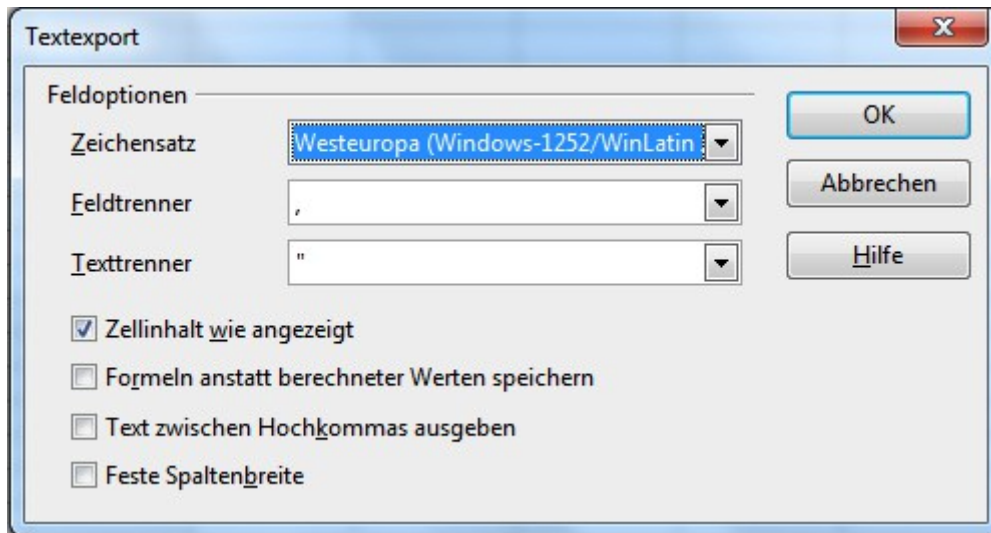 Textexport
Feldoptionen
OK
Zeichensatz
Westeuropa (Windows-1252/WinLatin
Abbrechen
Feldtrenner
,
Hilfe
Texttrenner
"
Zellinhalt wie angezeigt
Formeln anstatt berechneter Werten speichern
Text zwischen Hochkommas ausgeben
Feste Spaltenbreite